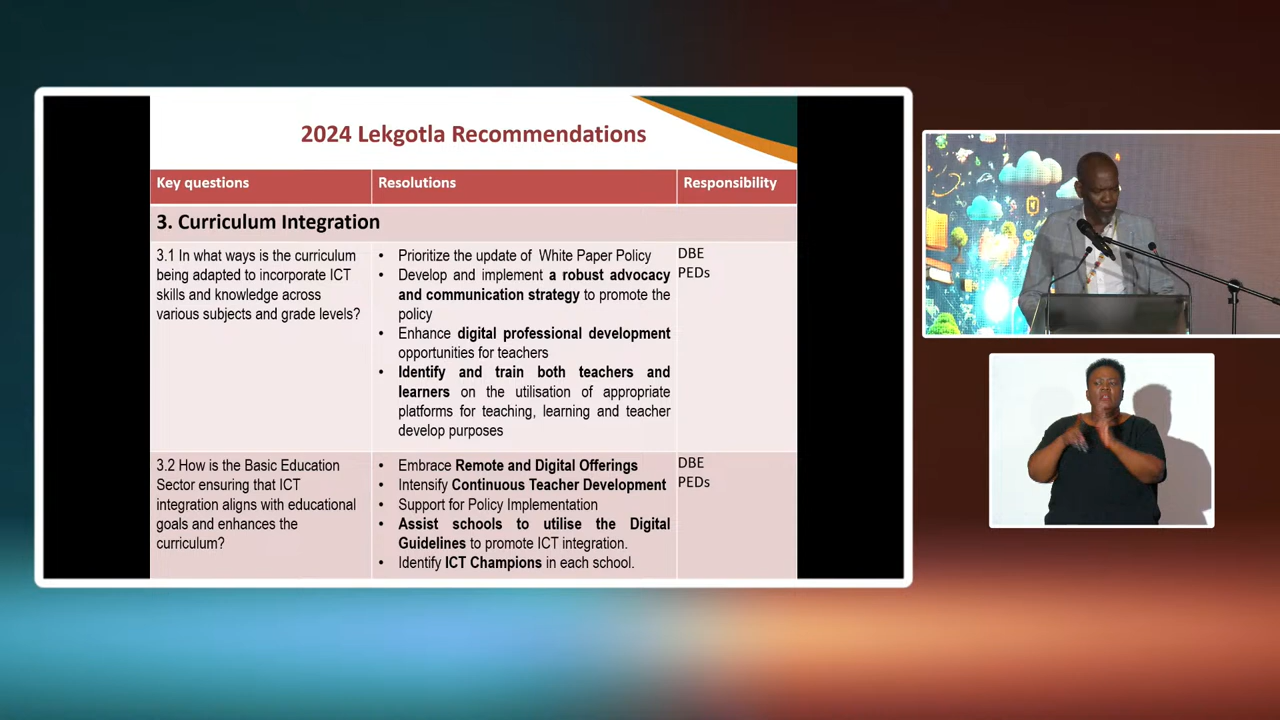 2024 Lekgotla Recommendations
Key questions
Resolutions
Responsibility
3. Curriculum Integration
3.1 In what ways is the curriculum
being adapted to incorporate ICT
skills and knowledge across
various subjects and grade levels?
• Prioritize the update of White Paper Policy
• Develop and implement a robust advocacy
and communication strategy to promote the
policy
• Enhance digital professional development
opportunities for teachers
• Identify and train both teachers and
learners on the utilisation of appropriate
platforms for teaching, learning and teacher
develop purposes
DBE
PEDs
3.2 How is the Basic Education
Sector ensuring that ICT
integration aligns with educational
goals and enhances the
curriculum?
• Embrace Remote and Digital Offerings
• Intensify Continuous Teacher Development
• Support for Policy Implementation
• Assist schools to utilise the Digital
Guidelines to promote ICT integration.
• Identify ICT Champions in each school.
DBE
PEDs